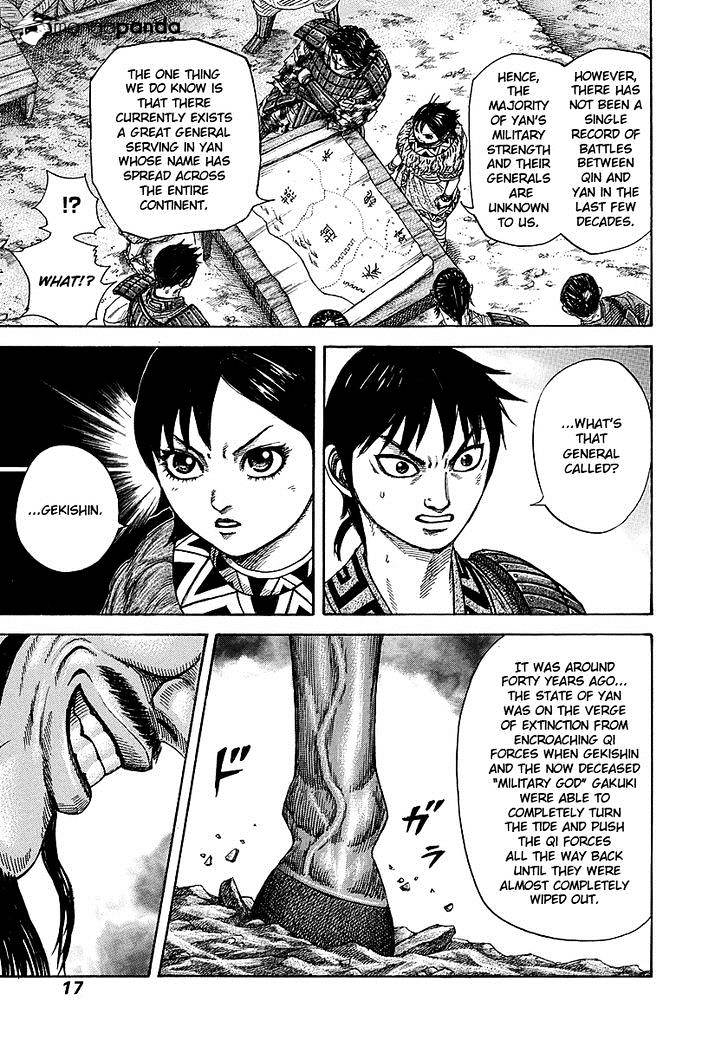 mangapanda
HOWEVER,
THERE HAS
NOT BEEN A
SINGLE
RECORD OF
BATTLES
BETWEEN
QIN AND
YAN IN THE
LAST FEW
DECADES.
HENCE,
THE
MAJORITY
OF YAN'S
MILITARY
STRENGTH
AND THEIR
GENERALS
ARE
UNKNOWN
TO US.
THE ONE THING
WE DO KNOW
IS THAT THERE
CURRENTLY EXISTS
A GREAT GENERAL
SERVING IN YAN
WHOSE NAME HAS
SPREAD ACROSS
THE ENTIRE
CONTINENT.
!?
WHAT!?
...WHAT'S
THAT
GENERAL
CALLED?
...GEKISHIN.
IT WAS AROUND
FORTY YEARS AGO...
THE STATE OF YAN
WAS ON THE VERGE
OF EXTINCTION FROM
ENCROACHING QI
FORCES WHEN GEKISHIN
AND THE NOW DECEASED
"MILITARY GOD" GAKUKI
WERE ABLE TO
COMPLETELY TURN
THE TIDE AND PUSH
THE QI FORCES
ALL THE WAY BACK
UNTIL THEY WERE
ALMOST COMPLETELY
WIPED OUT.
ガラ
ドッ
17